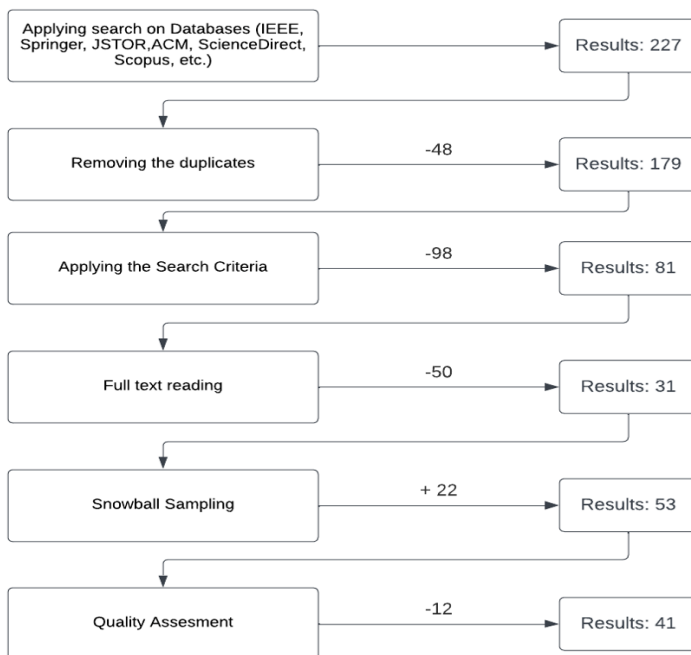 Applying search on Databases (IEEE,
Springer, JSTOR,ACM, ScienceDirect,
Scopus, etc.)
Results: 227
Removing the duplicates
-48
Results: 179
Applying the Search Criteria
-98
Results: 81
Full text reading
-50
Results: 31
Snowball Sampling
+ 22
Results: 53
Quality Assesment
-12
Results: 41